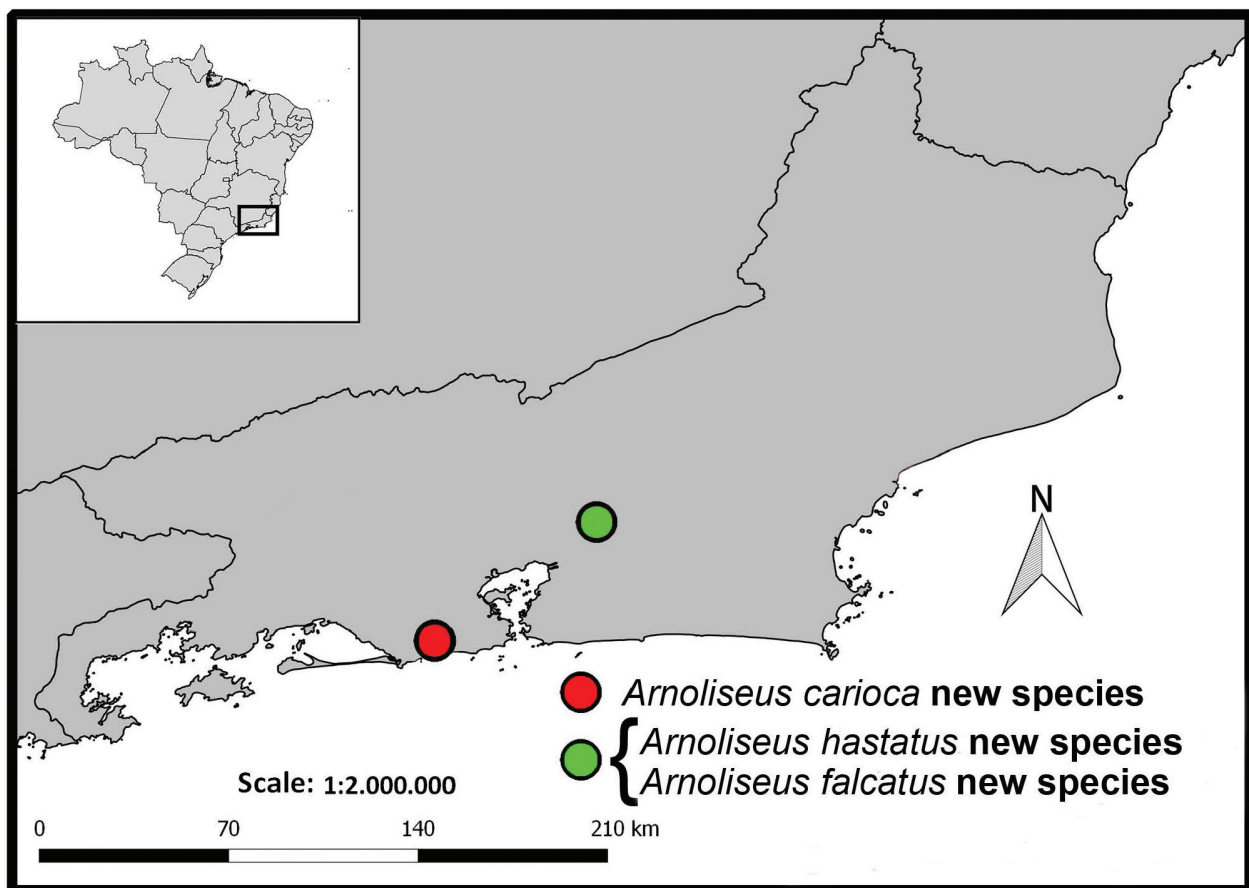 N
Arnoliseus carioca new species
Arnoliseus hastatus new species
Arnoliseus falcatus new species
Scale: 1:2.000.000
0 70 140 210 km